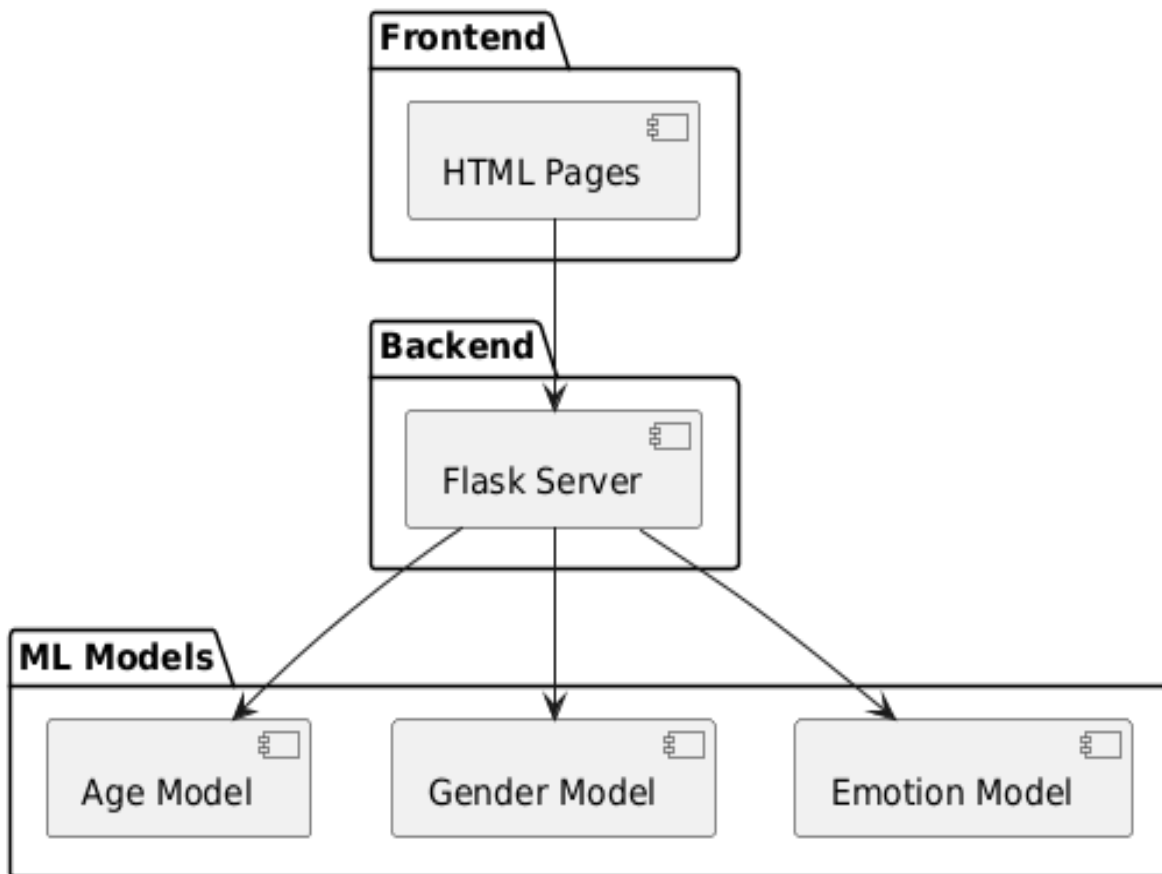 Frontend
HTML Pages
Backend
Flask Server
ML Models
Age Model
Gender Model
Emotion Model